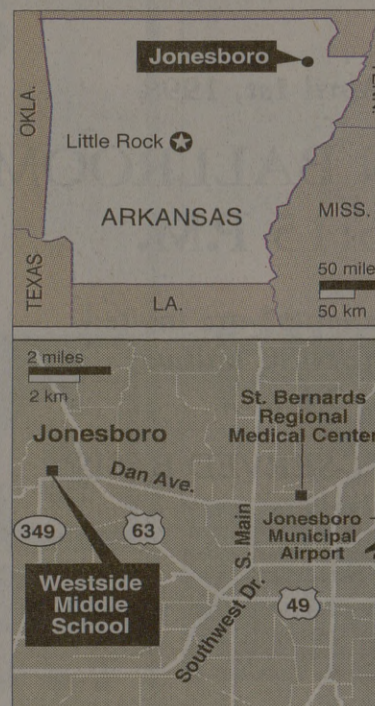 Jonesboro
OKLA.
Little Rock
ARKANSAS
MISS.
TEXAS
LA.
50 mile
50 km
2 miles
2 km
St. Bernards
Regional
Medical Center
Jonesboro
Dan Ave.
349
63
S. Main
Jonesboro
Municipal
Airport
Westside
Middle
School
Southwest Dr.
49